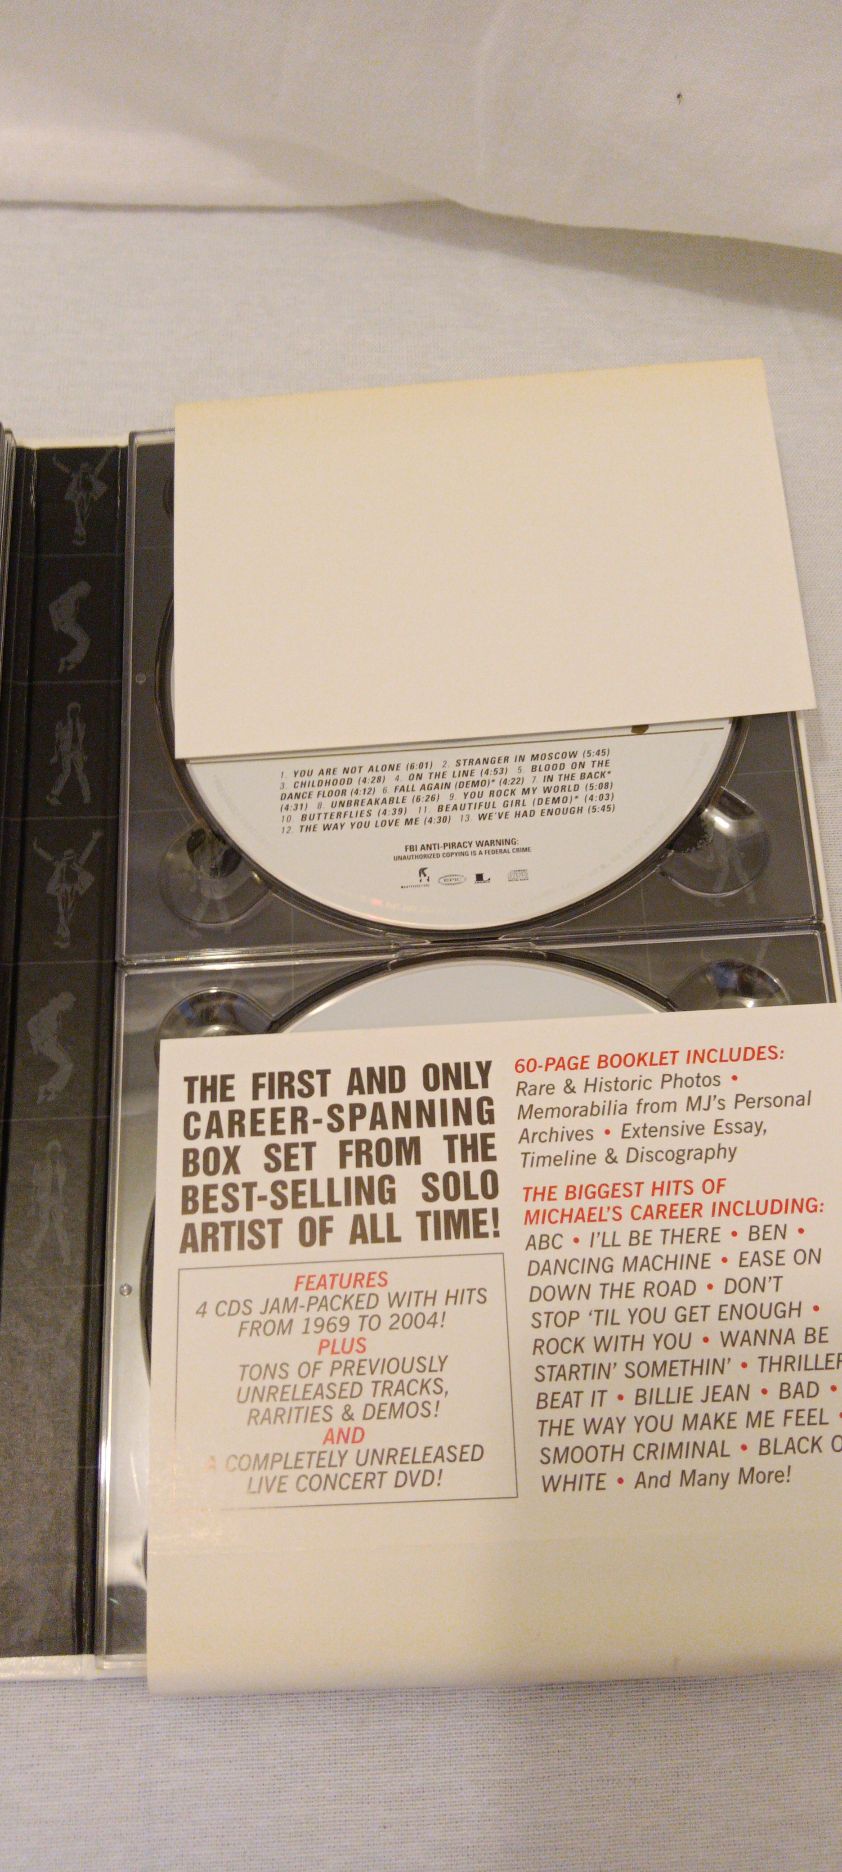 1. YOU ARE NOT ALONE (6:01) 2. STRANGER IN MOSCOW (5:45)
3. CHILDHOOD (4:28) 4. ON THE LINE (4:53) 5. BLOOD ON THE
DANCE FLOOR (4:12) 6. FALL AGAIN (DEMO)* (4:22) 7. IN THE BACK*
(4:31) 8. UNBREAKABLE (6:26) 9. YOU ROCK MY WORLD (5:08)
10. BUTTERFLIES (4:39) 11. BEAUTIFUL GIRL (DEMO)* (4:03)
12. THE WAY YOU LOVE ME (4:30) 13. WE'VE HAD ENOUGH (5:45)
FBI ANTI-PIRACY WARNING:
UNAUTHORIZED COPYING IS A FEDERAL CRIME
EPIC
THE FIRST AND ONLY
CAREER-SPANNING
BOX SET FROM THE
BEST-SELLING SOLO
ARTIST OF ALL TIME!
FEATURES
4 CDS JAM-PACKED WITH HITS
FROM 1969 TO 2004!
PLUS
TONS OF PREVIOUSLY
UNRELEASED TRACKS,
RARITIES & DEMOS!
AND
A COMPLETELY UNRELEASED
LIVE CONCERT DVD!
60-PAGE BOOKLET INCLUDES:
Rare & Historic Photos •
Memorabilia from MJ's Personal
Archives • Extensive Essay,
Timeline & Discography
THE BIGGEST HITS OF
MICHAEL'S CAREER INCLUDING:
ABC • I'LL BE THERE • BEN •
DANCING MACHINE • EASE ON
DOWN THE ROAD • DON'T
STOP 'TIL YOU GET ENOUGH •
ROCK WITH YOU • WANNA BE
STARTIN' SOMETHIN' • THRILLER
BEAT IT • BILLIE JEAN • BAD •
THE WAY YOU MAKE ME FEEL •
SMOOTH CRIMINAL • BLACK O
WHITE • And Many More!